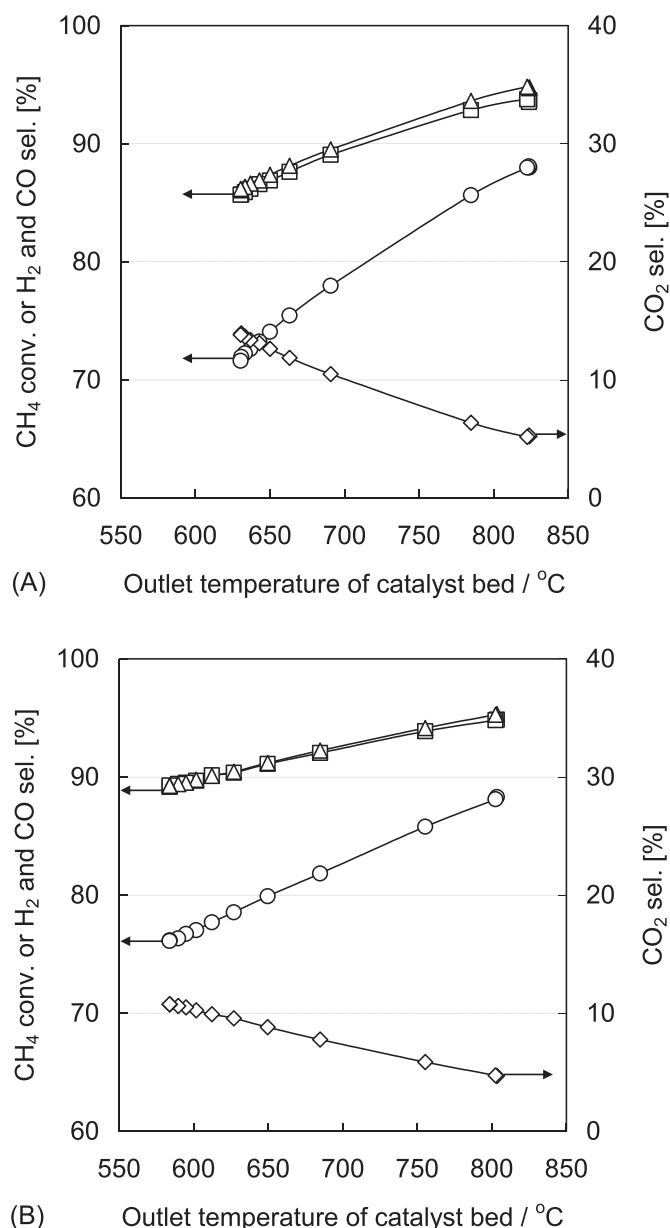 100
90
80
70
60
40
30
20
10
0
CH₄ conv. or H₂ and CO sel. [%]
CO₂ sel. [%]
550 600 650 700 750 800 850
(A) Outlet temperature of catalyst bed / °C
100
90
80
70
60
40
30
20
10
0
CH₄ conv. or H₂ and CO sel. [%]
CO₂ sel. [%]
550 600 650 700 750 800 850
(B) Outlet temperature of catalyst bed / °C